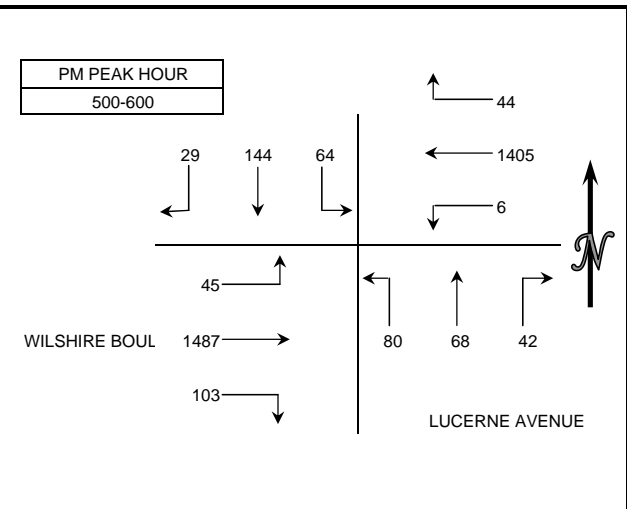 PM PEAK HOUR
500-600
44
29 144 64
1405
6
45
WILSHIRE BOUL 1487
80 68 42
103
LUCERNE AVENUE
N